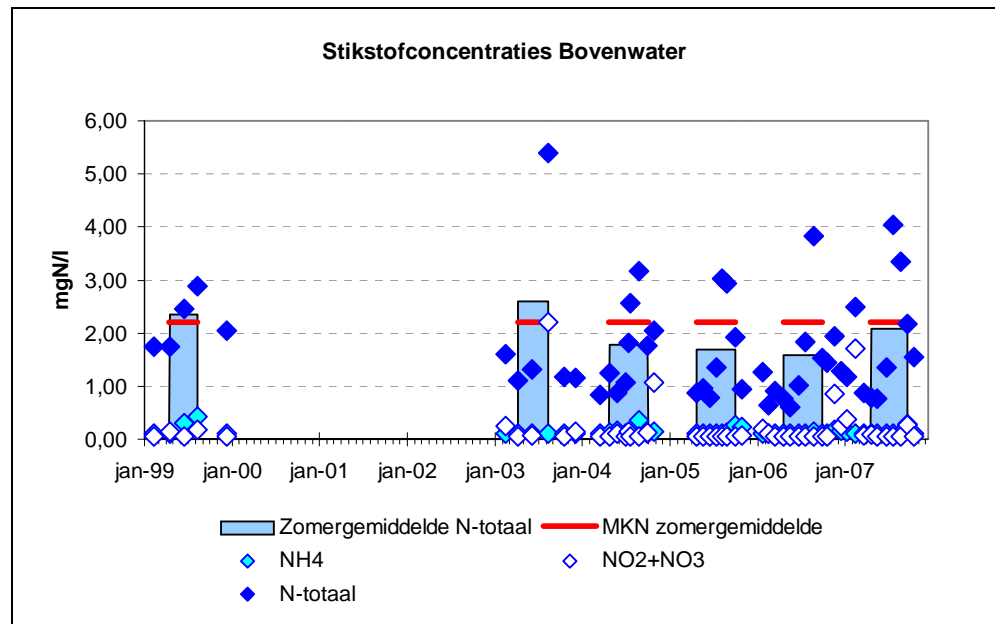 Stikstofconcentraties Bovenwater
mgN/l
6,00
5,00
4,00
3,00
2,00
1,00
0,00
jan-99 jan-00 jan-01 jan-02 jan-03 jan-04 jan-05 jan-06 jan-07
Zomergemiddelde N-totaal MKN zomergemiddelde
NH4 NO2+NO3
N-totaal